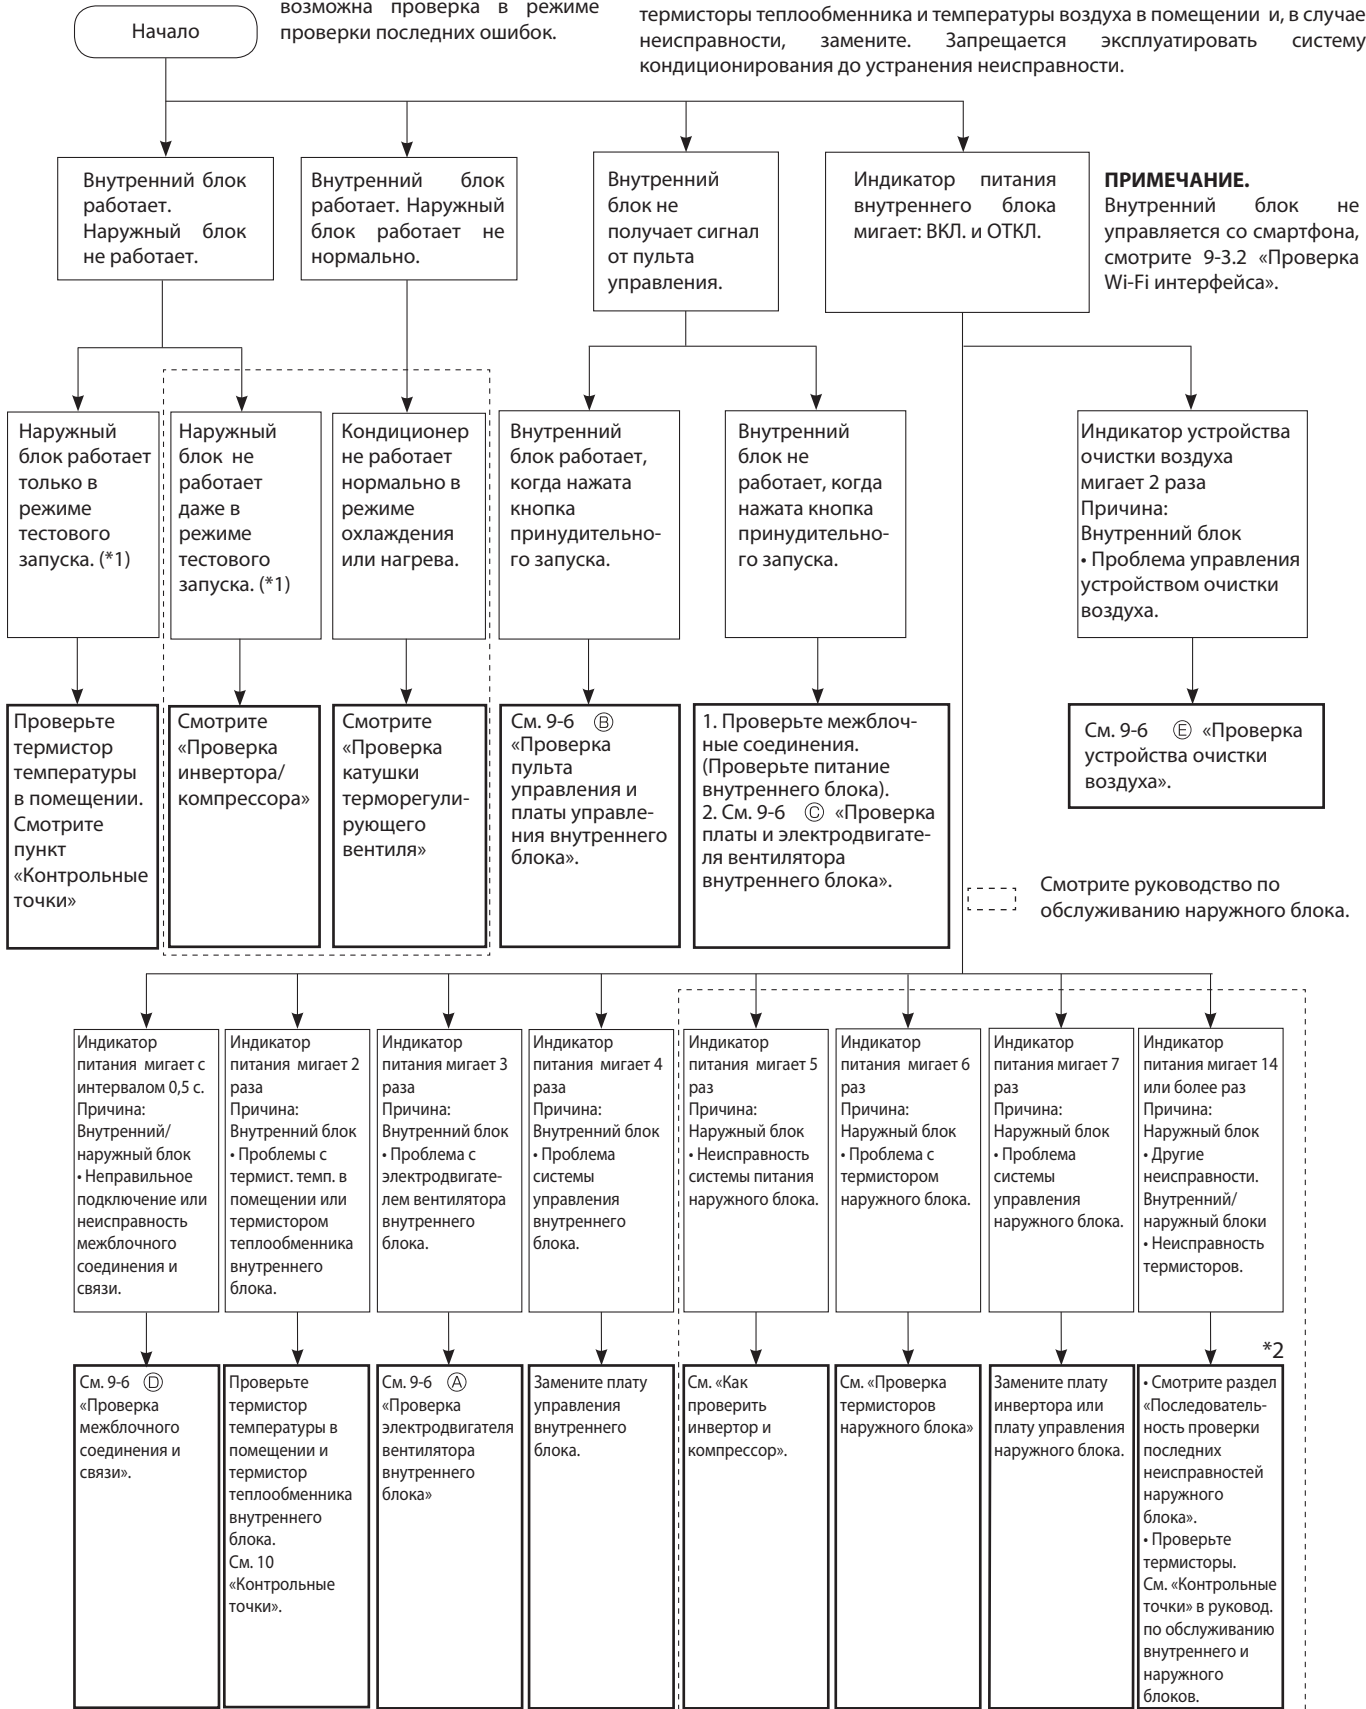 Начало
возможна проверка в режиме
проверки последних ошибок.
термисторы теплообменника и температуры воздуха в помещении и, в случае
неисправности, замените. Запрещается эксплуатировать систему
кондиционирования до устранения неисправности.
Внутренний блок
работает.
Наружный блок
не работает.
Внутренний блок
работает. Наружный
блок работает не
нормально.
Внутренний
блок не
получает сигнал
от пульта
управления.
Индикатор питания
внутреннего блока
мигает: ВКЛ. и ОТКЛ.
ПРИМЕЧАНИЕ.
Внутренний блок не
управляется со смартфона,
смотрите 9-3.2 «Проверка
Wi-Fi интерфейса».
Наружный
блок работает
только в
режиме
тестового
запуска. (*1)
Наружный
блок не
работает
даже в
режиме
тестового
запуска. (*1)
Кондиционер
не работает
нормально в
режиме
охлаждения
или нагрева.
Внутренний
блок работает,
когда нажата
кнопка
принудительно-
го запуска.
Внутренний
блок не
работает, когда
нажата кнопка
принудительно-
го запуска.
Индикатор устройства
очистки воздуха
мигает 2 раза
Причина:
Внутренний блок
• Проблема управления
устройством очистки
воздуха.
Проверьте
термистор
температуры
в помещении.
Смотрите
пункт
«Контрольные
точки»
Смотрите
«Проверка
инвертора/
компрессора»
Смотрите
«Проверка
катушки
терморегули-
рующего
вентиля»
См. 9-6 Ⓑ
«Проверка
пульта
управления и
платы управле-
ния внутреннего
блока».
1. Проверьте межблоч-
ные соединения.
(Проверьте питание
внутреннего блока).
2. См. 9-6 Ⓒ «Проверка
платы и электродвигате-
ля вентилятора
внутреннего блока».
См. 9-6 Ⓔ «Проверка
устройства очистки
воздуха».
Смотрите руководство по
обслуживанию наружного блока.
Индикатор
питания мигает с
интервалом 0,5 с.
Причина:
Внутренний/
наружный блок
• Неправильное
подключение или
неисправность
межблочного
соединения и
связи.
Индикатор
питания мигает 2
раза
Причина:
Внутренний блок
• Проблемы с
термист. темп. в
помещении или
термистором
теплообменника
внутреннего
блока.
Индикатор
питания мигает 3
раза
Причина:
Внутренний блок
• Проблема с
электродвигате-
лем вентилятора
внутреннего
блока.
Индикатор
питания мигает 4
раза
Причина:
Внутренний блок
• Проблема
системы
управления
внутреннего
блока.
Индикатор
питания мигает 5
раз
Причина:
Наружный блок
• Неисправность
системы питания
наружного блока.
Индикатор
питания мигает 6
раз
Причина:
Наружный блок
• Проблема с
термистором
наружного блока.
Индикатор
питания мигает 7
раз
Причина:
Наружный блок
• Проблема
системы
управления
наружного блока.
Индикатор
питания мигает 14
или более раз
Причина:
Наружный блок
• Другие
неисправности.
Внутренний/
наружный блоки
• Неисправность
термисторов.
*2
См. 9-6 Ⓓ
«Проверка
межблочного
соединения и
связи».
Проверьте
термистор
температуры в
помещении и
термистор
теплообменника
внутреннего
блока.
См. 10
«Контрольные
точки».
См. 9-6 Ⓐ
«Проверка
электродвигателя
вентилятора
внутреннего
блока»
Замените плату
управления
внутреннего
блока.
См. «Как
проверить
инвертор и
компрессор».
См. «Проверка
термисторов
наружного блока»
Замените плату
инвертора или
плату управления
наружного блока.
• Смотрите раздел
«Последователь-
ность проверки
последних
неисправностей
наружного
блока».
• Проверьте
термисторы.
См. «Контрольные
точки» в руковод.
по обслуживанию
внутреннего и
наружного
блоков.